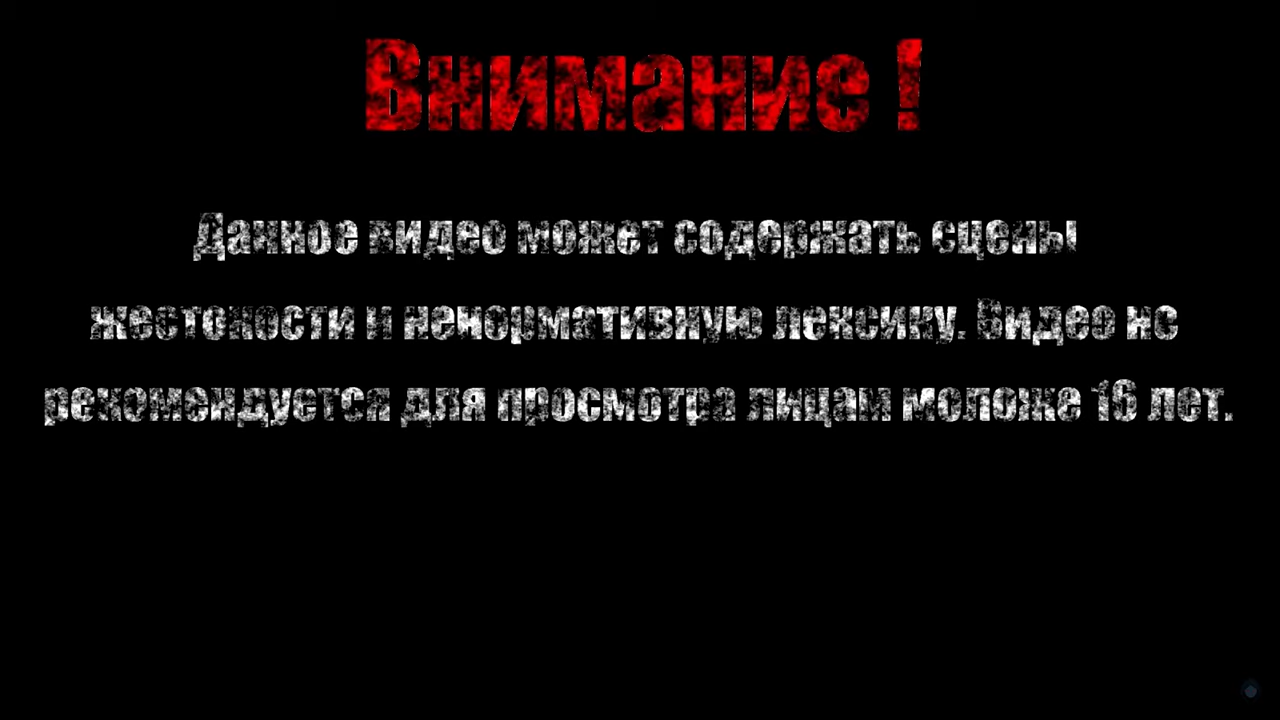 Внимание !
Данное видео может содержать сцены
жестокости и ненормативную лексику. Видео не
рекомендуется для просмотра лицам моложе 16 лет.